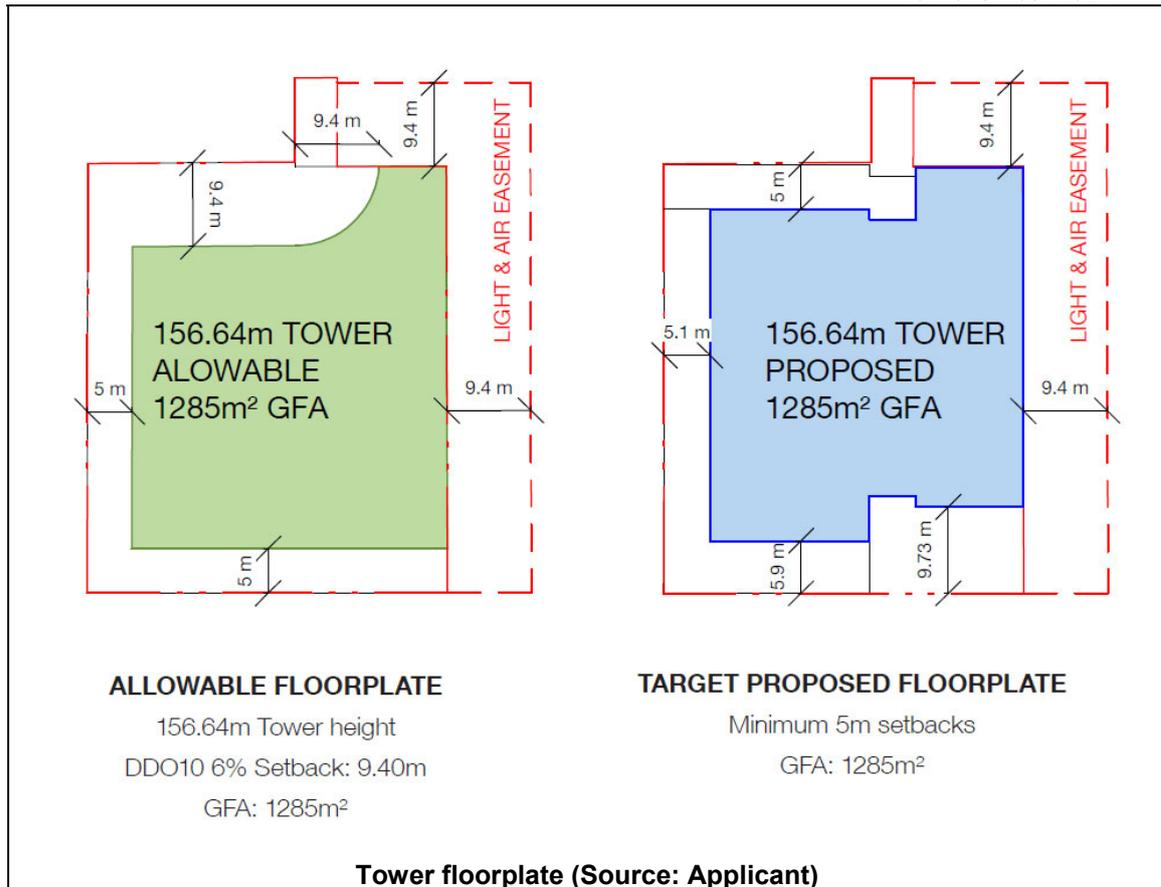 9.4 m
9.4 m
9.4 m
LIGHT & AIR EASEMENT
156.64m TOWER
ALOWABLE
1285m² GFA
5 m
9.4 m
5 m
9.4 m
5 m
LIGHT & AIR EASEMENT
5.1 m
156.64m TOWER
PROPOSED
1285m² GFA
9.4 m
5.9 m
9.73 m
ALLOWABLE FLOORPLATE
156.64m Tower height
DDO10 6% Setback: 9.40m
GFA: 1285m²
TARGET PROPOSED FLOORPLATE
Minimum 5m setbacks
GFA: 1285m²
Tower floorplate (Source: Applicant)